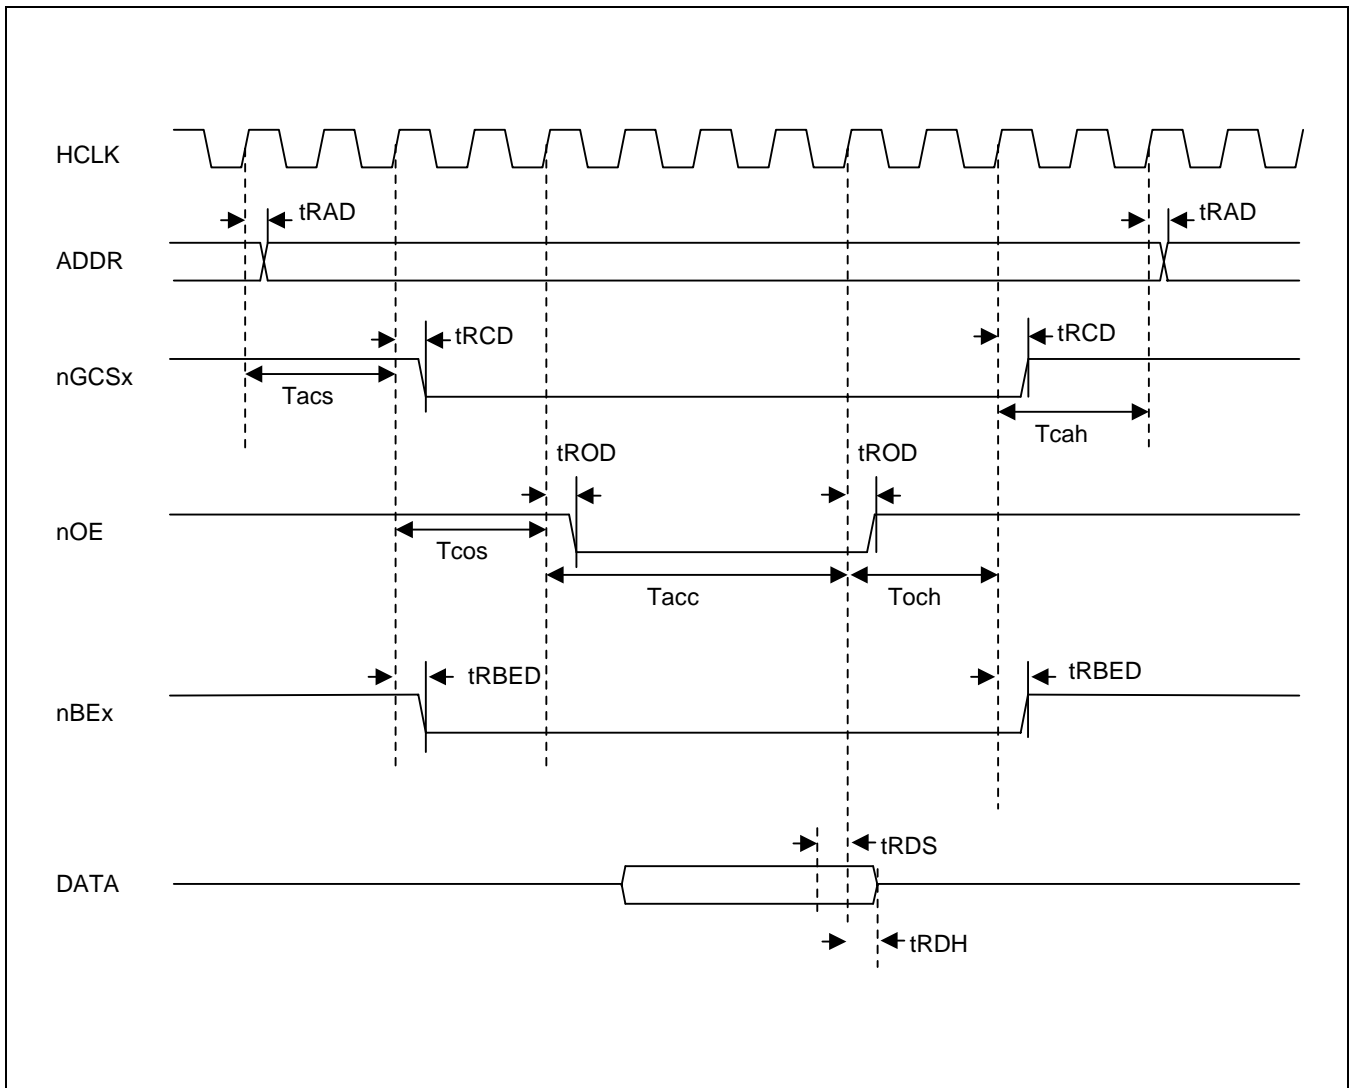 HCLK
tRAD
tRAD
ADDR
tRCD
tRCD
nGCSx
Tacs
Tcah
tROD
tROD
nOE
Tcos
Tacc
Toch
tRBED
tRBED
nBEx
tRDS
DATA
tRDH